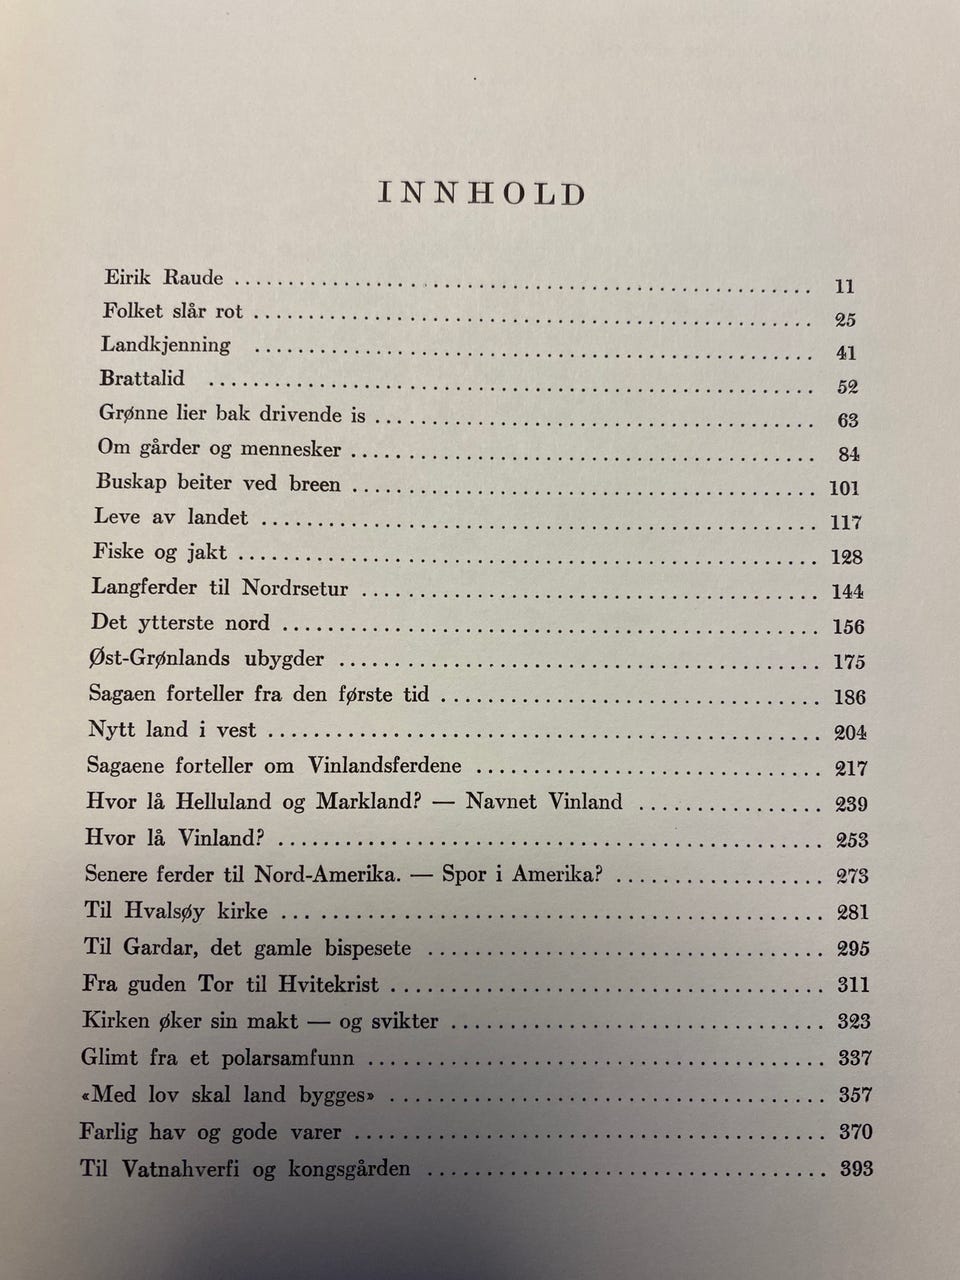 INNHOLD
Eirik Raude ........................................ 11
Folket slår rot ........................................ 25
Landkjenning ........................................ 41
Brattalid ........................................ 52
Grønne lier bak drivende is ........................................ 63
Om gårder og mennesker ........................................ 84
Buskap beiter ved breen ........................................ 101
Leve av landet ........................................ 117
Fiske og jakt ........................................ 128
Langferder til Nordrsetur ........................................ 144
Det ytterste nord ........................................ 156
Øst-Grønlands ubygder ........................................ 175
Sagaen forteller fra den første tid ........................................ 186
Nytt land i vest ........................................ 204
Sagaene forteller om Vinlandsferdene ........................................ 217
Hvor lå Helluland og Markland? — Navnet Vinland ................ 239
Hvor lå Vinland? ........................................ 253
Senere ferder til Nord-Amerika. — Spor i Amerika? .................. 273
Til Hvalsøy kirke ........................................ 281
Til Gardar, det gamle bispesete ........................................ 295
Fra guden Tor til Hvitekrist ........................................ 311
Kirken øker sin makt — og svikter ........................................ 323
Glimt fra et polarsamfunn ........................................ 337
«Med lov skal land bygges» ........................................ 357
Farlig hav og gode varer ........................................ 370
Til Vatnahverfi og kongsgården ........................................ 393